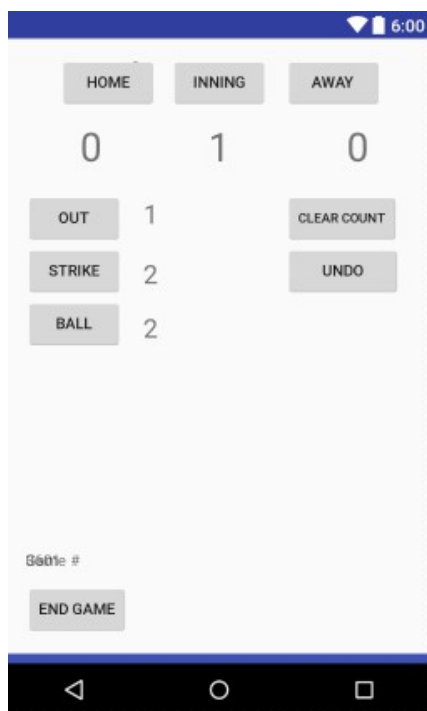 6:00
HOME INNING AWAY
0 1 0
OUT 1 CLEAR COUNT
STRIKE 2 UNDO
BALL 2
#
END GAME